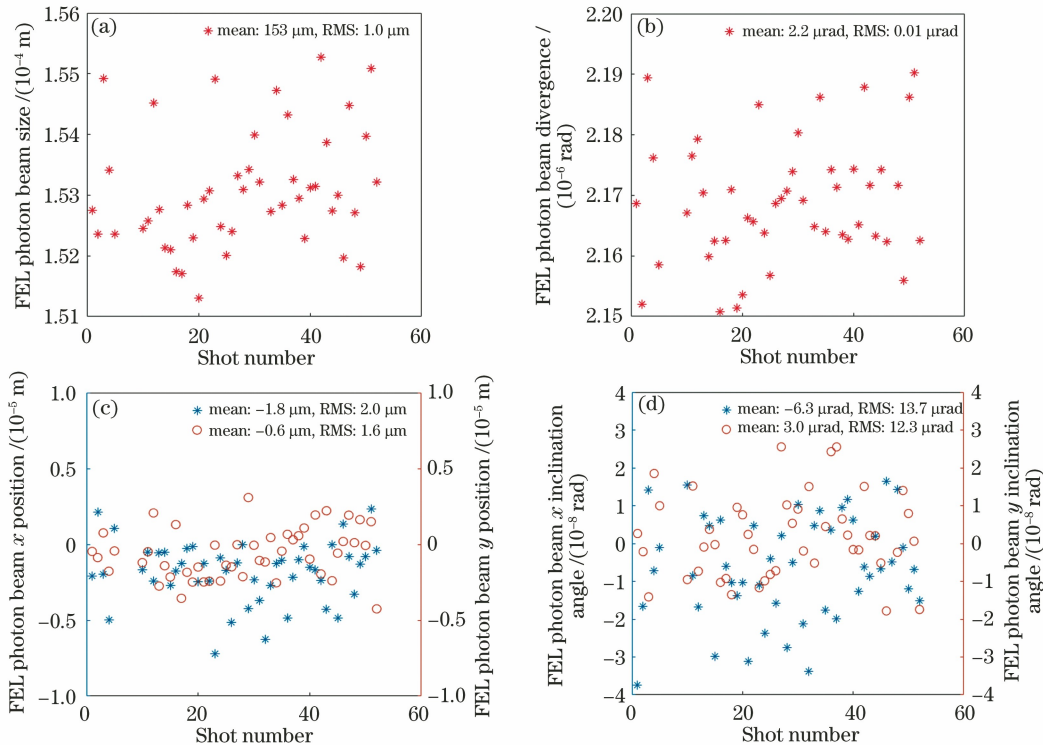 (a)
mean: 153 μm, RMS: 1.0 μm
FEL photon beam size /(10⁻⁴ m)
1.56
1.55
1.54
1.53
1.52
1.51
0 20 40 60
Shot number
(b)
mean: 2.2 μrad, RMS: 0.01 μrad
FEL photon beam divergence /
(10⁻⁶ rad)
2.20
2.19
2.18
2.17
2.16
2.15
0 20 40 60
Shot number
(c)
mean: −1.8 μm, RMS: 2.0 μm
mean: −0.6 μm, RMS: 1.6 μm
FEL photon beam x position /(10⁻⁵ m)
1.0
0.5
0
−0.5
−1.0
1.0
0.5
0
−0.5
−1.0
FEL photon beam y position /(10⁻⁵ m)
0 20 40 60
Shot number
(d)
mean: −6.3 μrad, RMS: 13.7 μrad
mean: 3.0 μrad, RMS: 12.3 μrad
FEL photon beam x inclination
angle /(10⁻⁸ rad)
4
3
2
1
0
−1
−2
−3
−4
4
3
2
1
0
−1
−2
−3
−4
FEL photon beam y inclination
angle /(10⁻⁸ rad)
0 20 40 60
Shot number